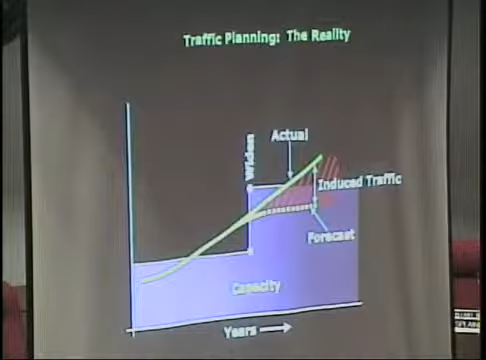 Traffic Planning: The Reality
Actual
Widen
Induced Traffic
Forecast
Capacity
Years